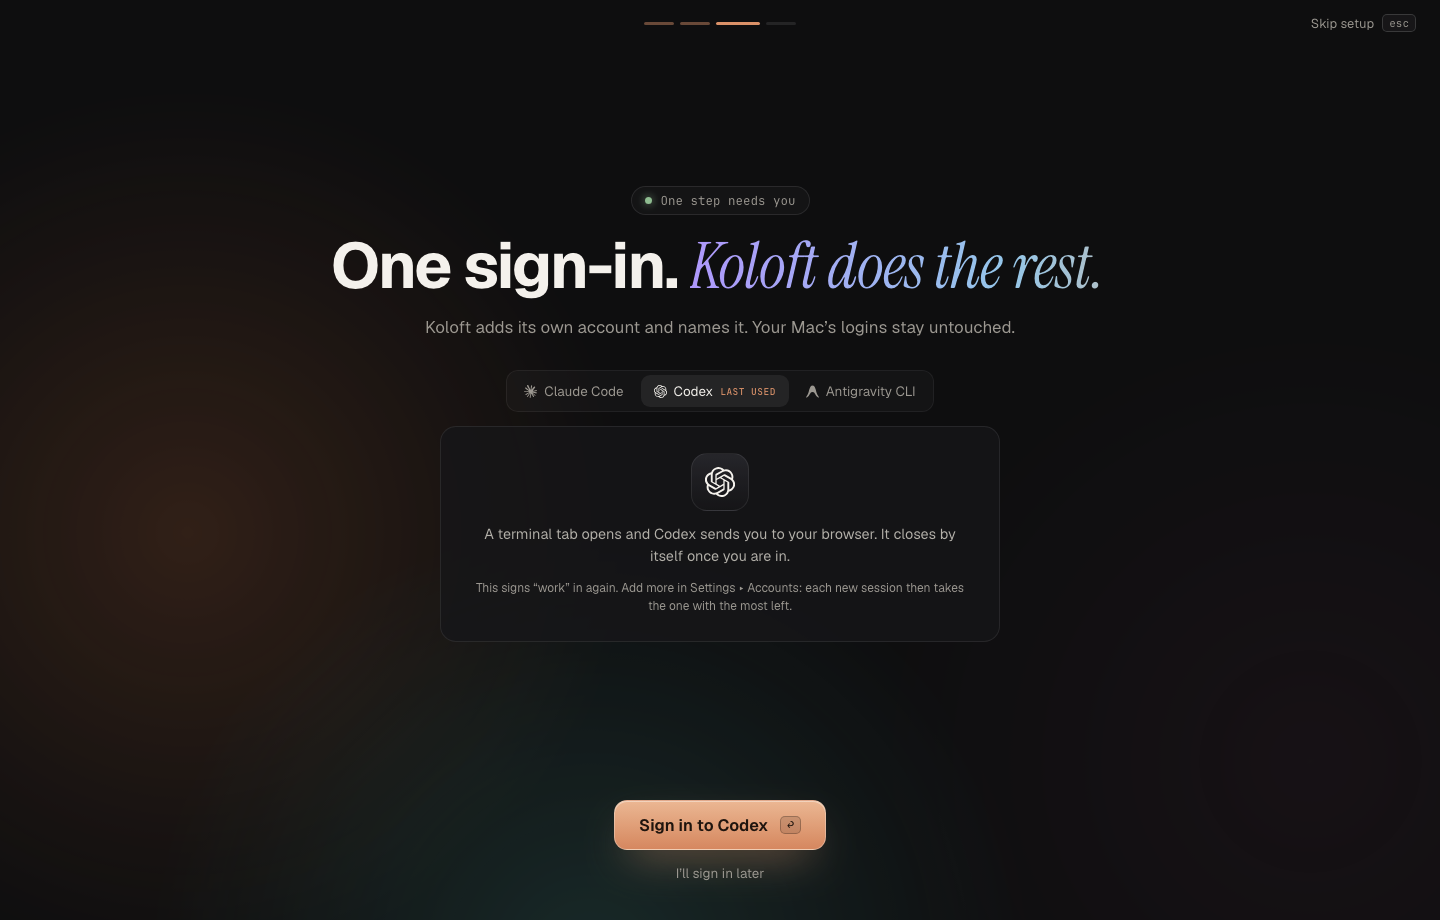 Skip setup esc
One step needs you
One sign-in. Koloft does the rest.
Koloft adds its own account and names it. Your Mac’s logins stay untouched.
Claude Code Codex LAST USED Antigravity CLI
A terminal tab opens and Codex sends you to your browser. It closes by
itself once you are in.
This signs “work” in again. Add more in Settings ▸ Accounts: each new session then takes
the one with the most left.
Sign in to Codex
I’ll sign in later